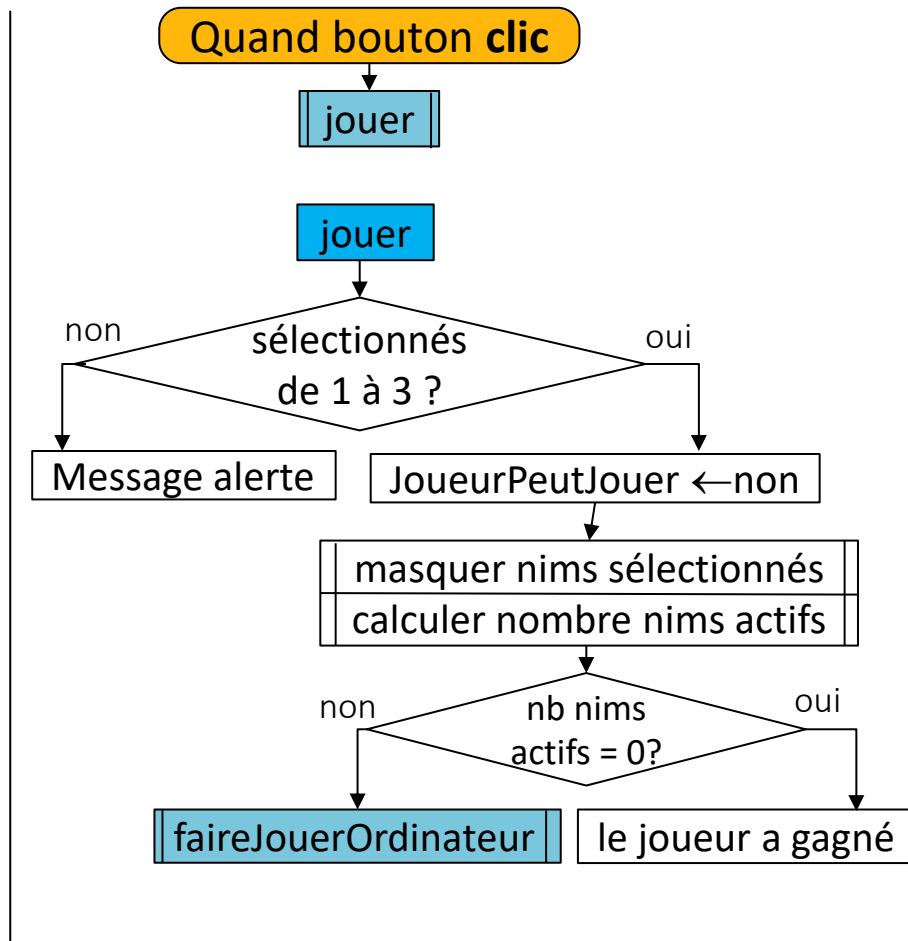 Quand bouton clic
jouer
jouer
non
oui
sélectionnés
de 1 à 3 ?
Message alerte
JoueurPeutJouer ←non
masquer nims sélectionnés
calculer nombre nims actifs
non
oui
nb nims
actifs = 0?
faireJouerOrdinateur
le joueur a gagné